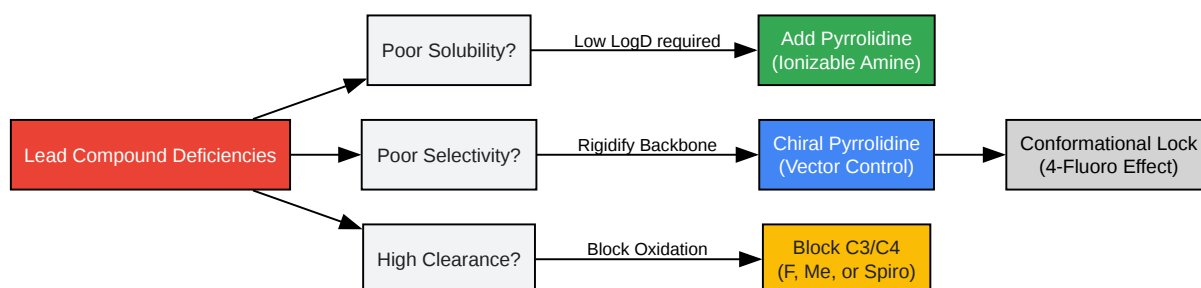 Poor Solubility?
Low LogD required
Add Pyrrolidine
(Ionizable Amine)
Lead Compound Deficiencies
Poor Selectivity?
Rigidify Backbone
Chiral Pyrrolidine
(Vector Control)
Conformational Lock
(4-Fluoro Effect)
High Clearance?
Block Oxidation
Block C3/C4
(F, Me, or Spiro)